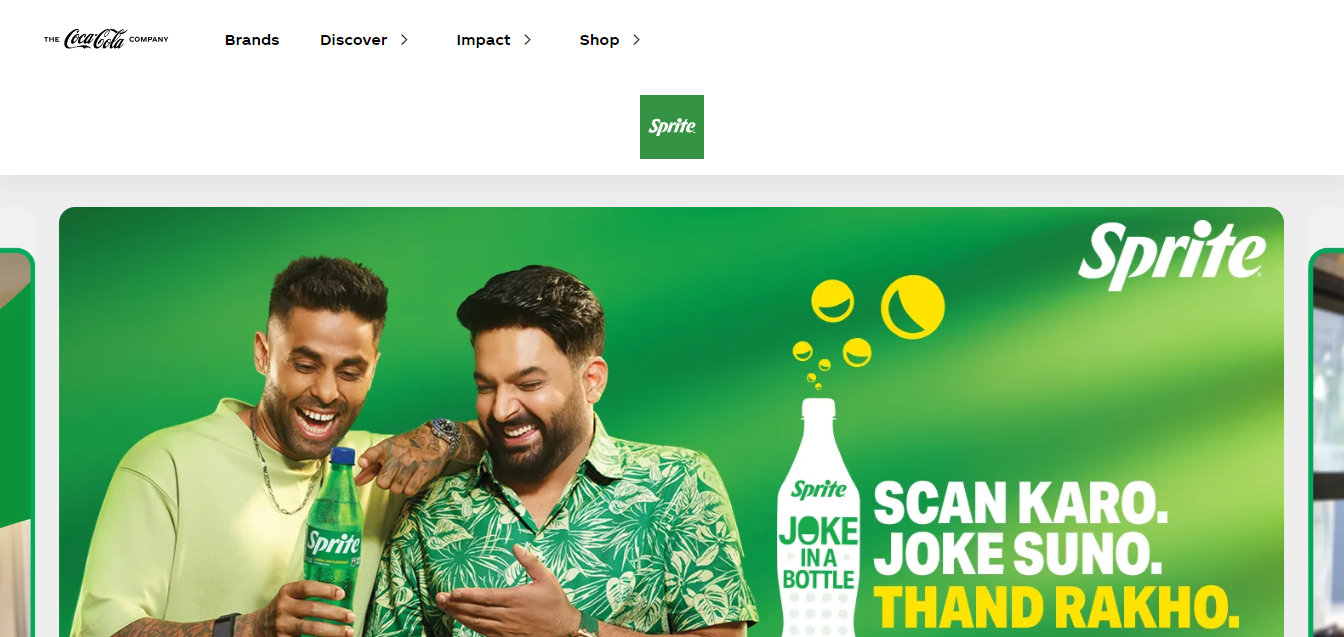 THE Coca-Cola COMPANY
Brands
Discover
Impact
Shop
Sprite
Sprite
Sprite
Sprite
JOKE
IN A
BOTTLE
SCAN KARO.
JOKE SUNO.
THAND RAKHO.